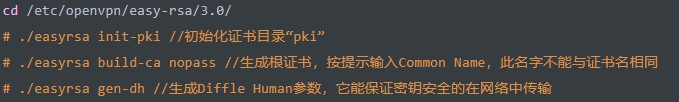 cd /etc/openvpn/easy-rsa/3.0/
# ./easyrsa init-pki //初始化证书目录“pki”
# ./easyrsa build-ca nopass //生成根证书，按提示输入Common Name，此名字不能与证书名相同
# ./easyrsa gen-dh //生成Diffle Human参数，它能保证密钥安全的在网络中传输